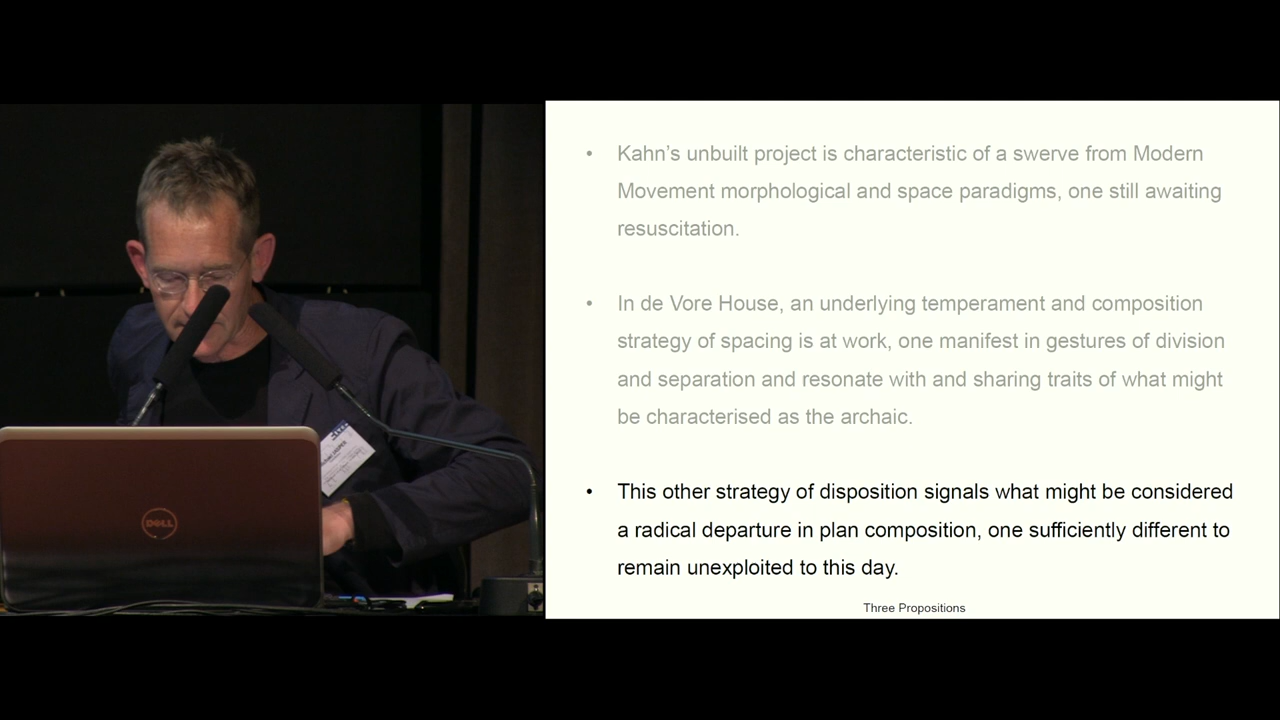 Kahn’s unbuilt project is characteristic of a swerve from Modern
Movement morphological and space paradigms, one still awaiting
resuscitation.
In de Vore House, an underlying temperament and composition
strategy of spacing is at work, one manifest in gestures of division
and separation and resonate with and sharing traits of what might
be characterised as the archaic.
This other strategy of disposition signals what might be considered
a radical departure in plan composition, one sufficiently different to
remain unexploited to this day.
Three Propositions
DELL
JASPER